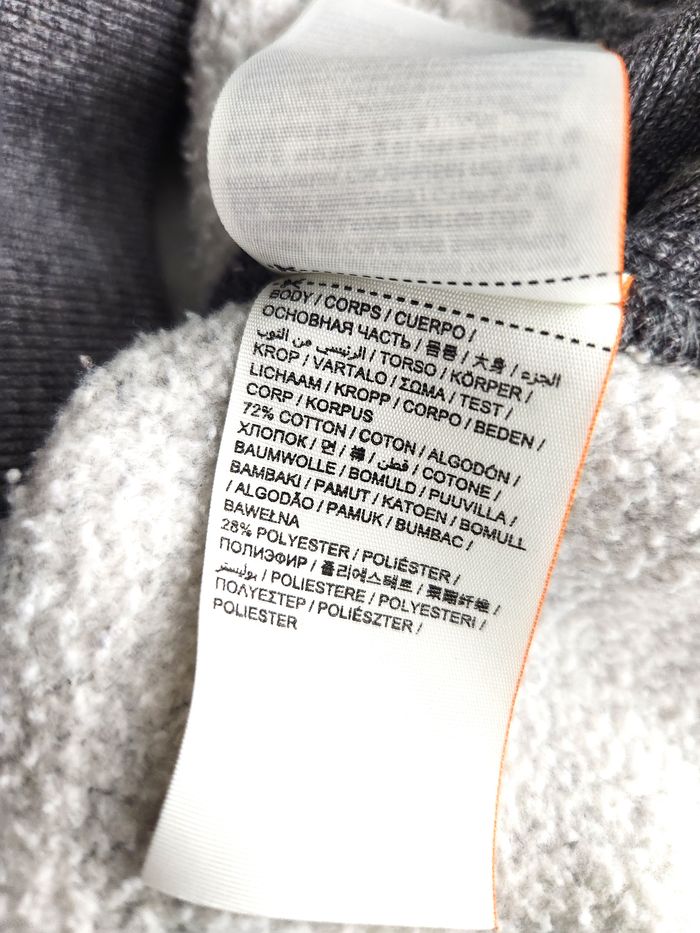 BODY / CORPS / CUERPO /
ОСНОВНАЯ ЧАСТЬ / 몸통 / 大身 / الجزء
الرئيسي من الثوب / TORSO / KÖRPER /
KROP / VARTALO / ΣΩΜΑ / TEST /
LICHAAM / KROPP / CORPO / BEDEN /
CORP / KORPUS
72% COTTON / COTON / ALGODÓN /
ХЛОПОК / 면 / 棉 / قطن / COTONE /
BAUMWOLLE / BOMULD / PUUVILLA /
BAMBAKI / PAMUT / KATOEN / BOMULL
/ ALGODÃO / PAMUK / BUMBAC /
BAWEŁNA
28% POLYESTER / POLIÉSTER /
ПОЛИЭФИР / 폴리에스테르 / 聚酯纤维 /
بوليستر / POLIESTERE / POLYESTERI /
ΠΟΛΥΕΣΤΕΡ / POLIÉSZTER /
POLIESTER